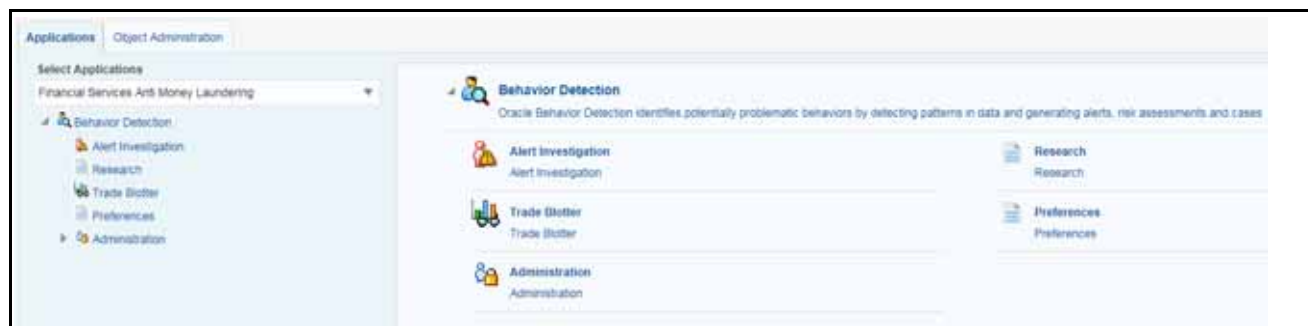 Applications Object Administration
Select Applications
Financial Services Anti Money Laundering
Behavior Detection
Alert Investigation
Research
Trade Blotter
Preferences
Administration
Behavior Detection
Oracle Behavior Detection identifies potentially problematic behaviors by detecting patterns in data and generating alerts, risk assessments and cases
Alert Investigation
Alert Investigation
Research
Research
Trade Blotter
Trade Blotter
Preferences
Preferences
Administration
Administration